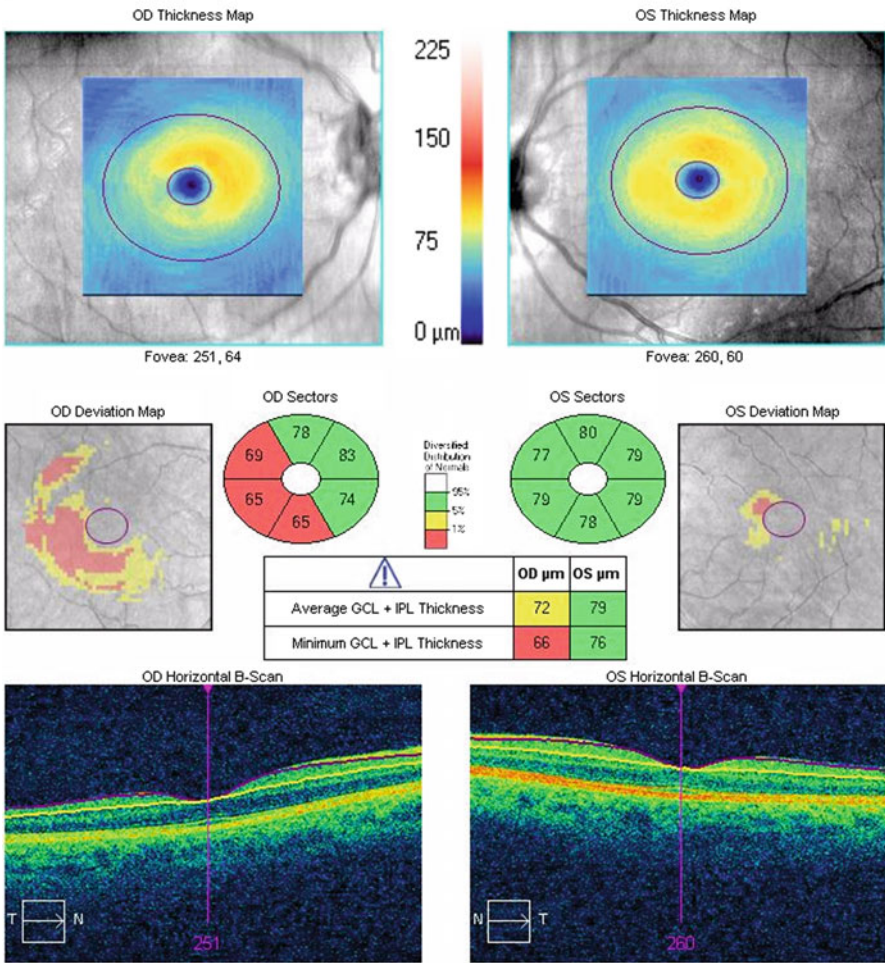 OD Thickness Map
OS Thickness Map
225
150
75
0 µm
Fovea: 251, 64
Fovea: 260, 60
OD Deviation Map
OD Sectors
OS Sectors
OS Deviation Map
78
69
83
65
74
65
Diversified:
Distribution
of Normals
95%
5%
1%
80
77
79
79
79
78
OD µm
OS µm
Average GCL + IPL Thickness
72
79
Minimum GCL + IPL Thickness
66
76
OD Horizontal B-Scan
OS Horizontal B-Scan
T
N
251
N
T
260